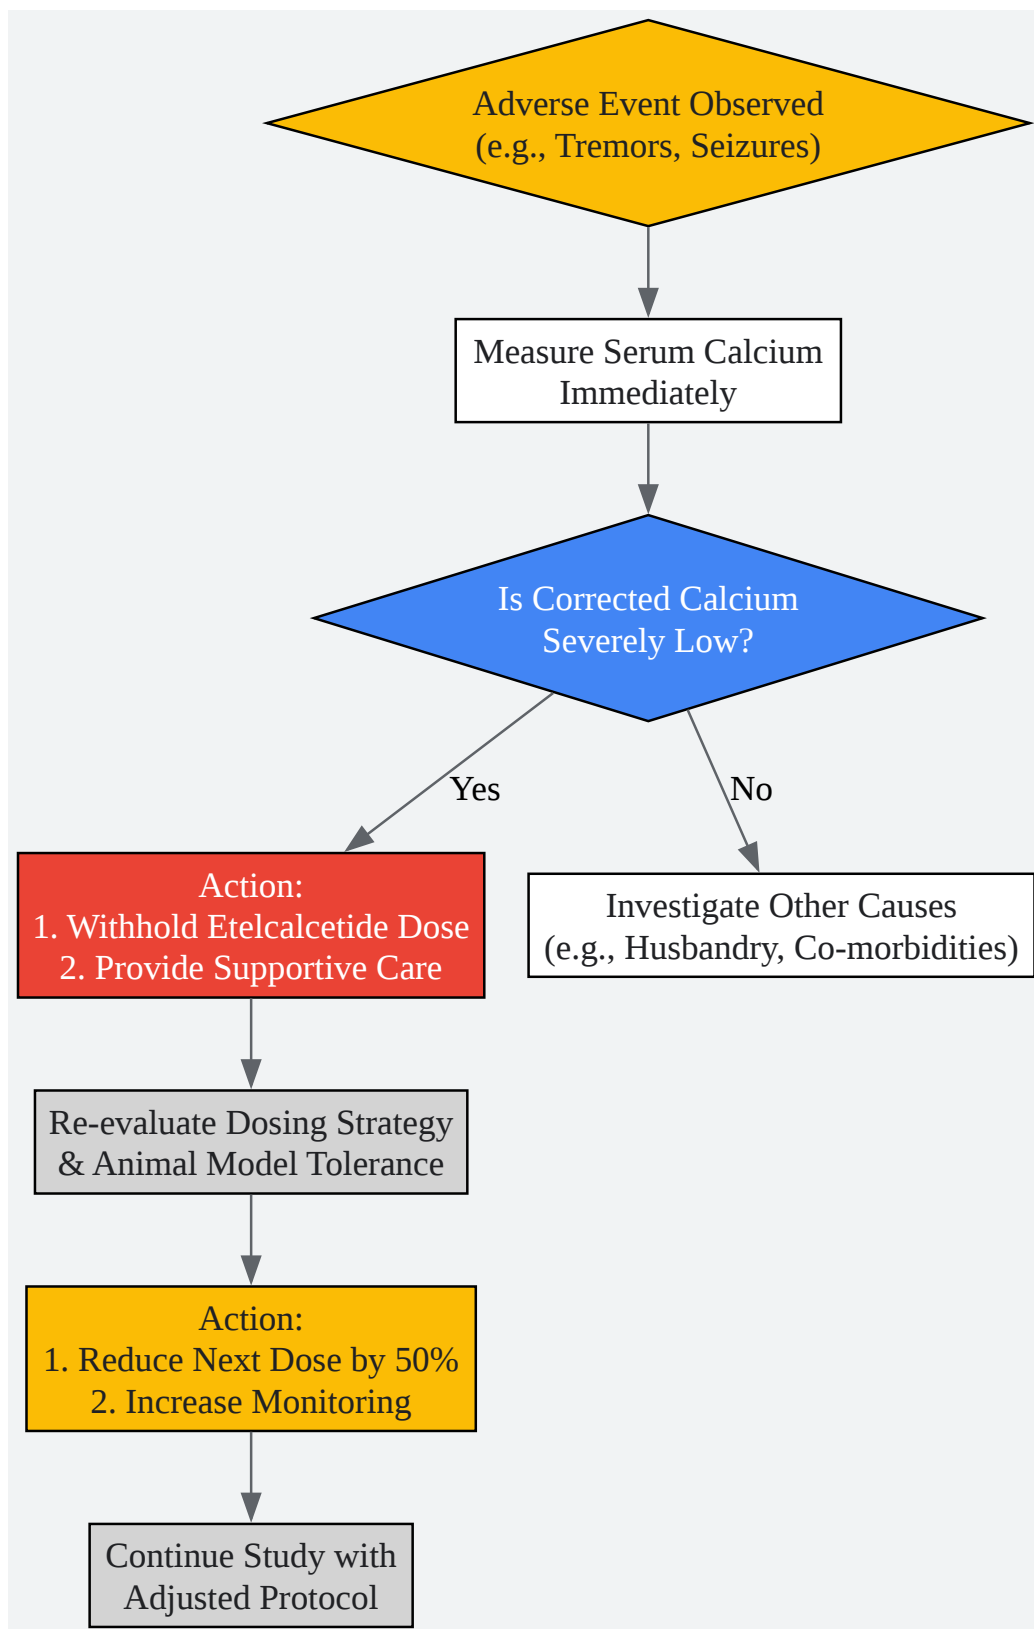 Adverse Event Observed
(e.g., Tremors, Seizures)
Measure Serum Calcium
Immediately
Is Corrected Calcium
Severely Low?
Yes
No
Action:
1. Withhold Etelcalcetide Dose
2. Provide Supportive Care
Investigate Other Causes
(e.g., Husbandry, Co-morbidities)
Re-evaluate Dosing Strategy
& Animal Model Tolerance
Action:
1. Reduce Next Dose by 50%
2. Increase Monitoring
Continue Study with
Adjusted Protocol